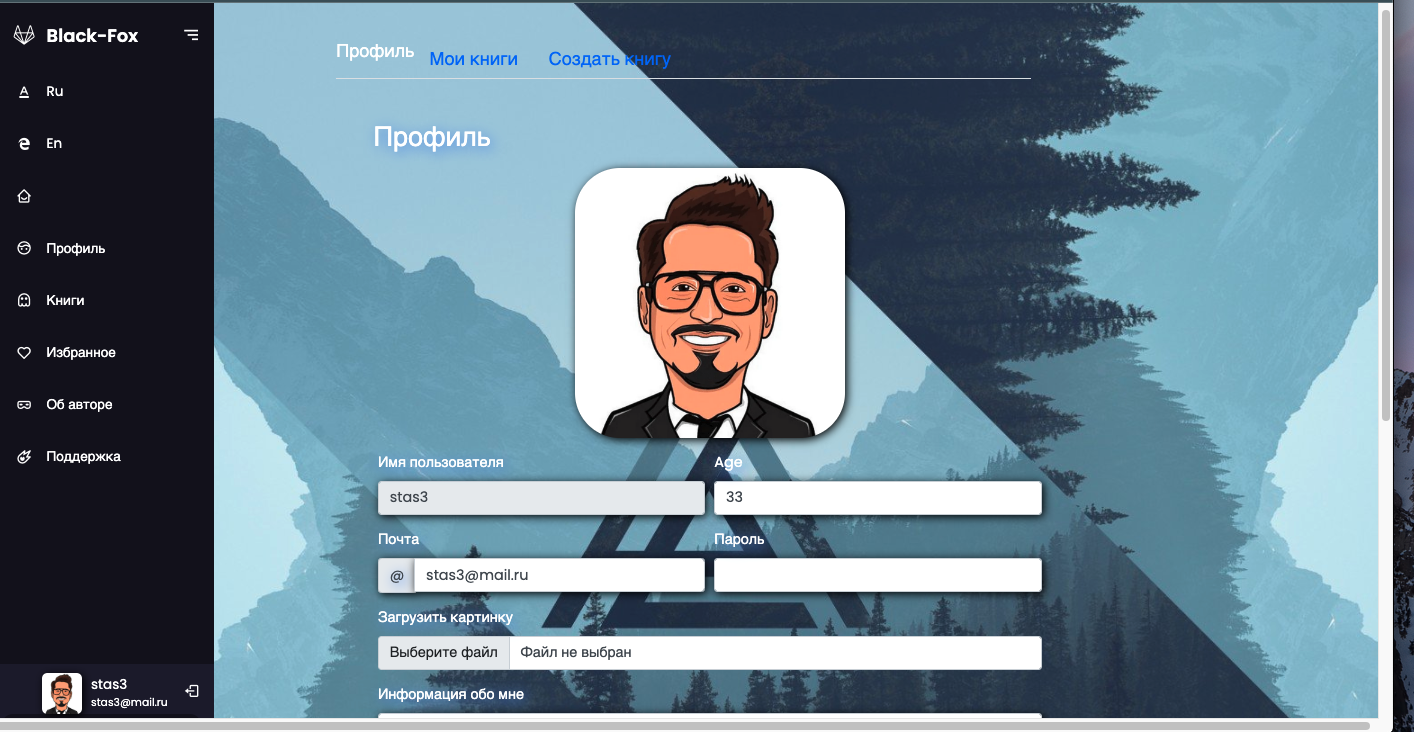 Black-Fox
Ru
En
Профиль
Книги
Избранное
Об авторе
Поддержка
stas3
stas3@mail.ru
Профиль Мои книги Создать книгу
Профиль
Имя пользователя Age
stas3 33
Почта Пароль
@ stas3@mail.ru
Загрузить картинку
Выберите файл Файл не выбран
Информация обо мне